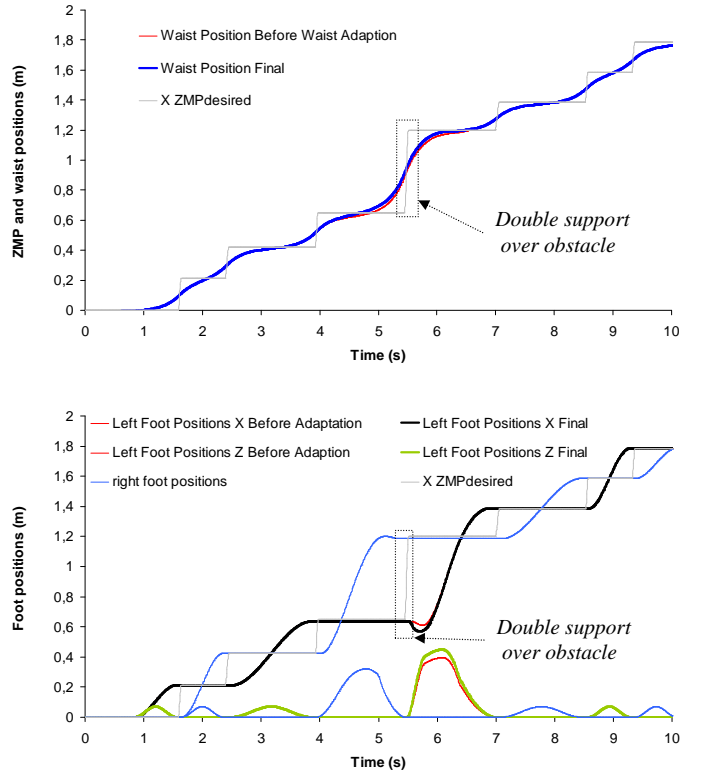 2
1,8
1,6
1,4
1,2
1
0,8
0,6
0,4
0,2
0
ZMP and waist positions (m)
Waist Position Before Waist Adaption
Waist Position Final
X ZMPdesired
Double support
over obstacle
0 1 2 3 4 5 6 7 8 9 10
Time (s)
2
1,8
1,6
1,4
1,2
1
0,8
0,6
0,4
0,2
0
Foot positions (m)
Left Foot Positions X Before Adaptation
Left Foot Positions X Final
Left Foot Positions Z Before Adaption
Left Foot Positions Z Final
right foot positions
X ZMPdesired
Double support
over obstacle
0 1 2 3 4 5 6 7 8 9 10
Time (s)